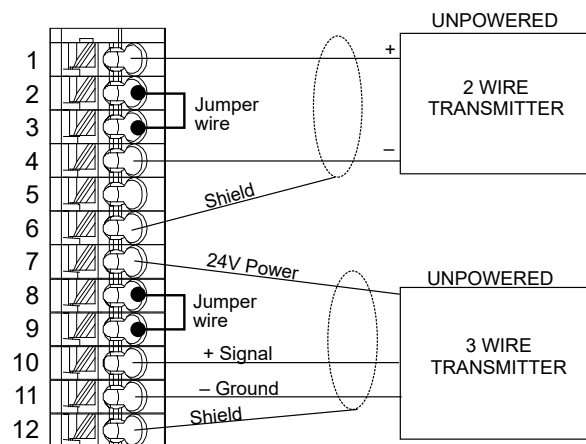 UNPOWERED
1
+
2 WIRE
TRANSMITTER
2
Jumper
wire
3
4
–
5
Shield
6
7
24V Power
UNPOWERED
8
Jumper
wire
9
3 WIRE
TRANSMITTER
10
+ Signal
11
– Ground
12
Shield